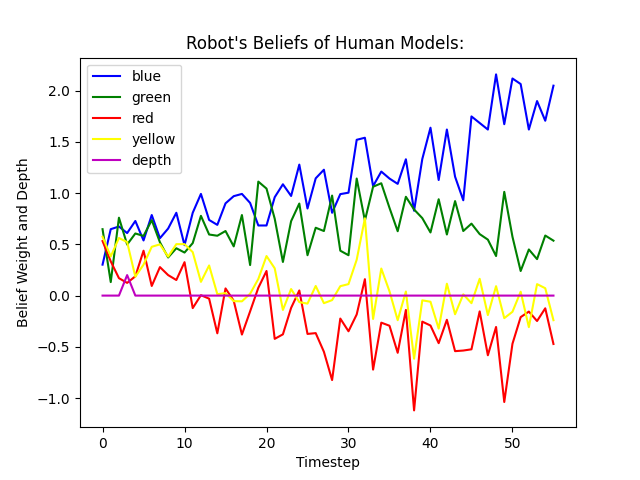 Robot's Beliefs of Human Models:
blue
green
red
yellow
depth
2.0
1.5
1.0
0.5
0.0
−0.5
−1.0
Belief Weight and Depth
0 10 20 30 40 50
Timestep